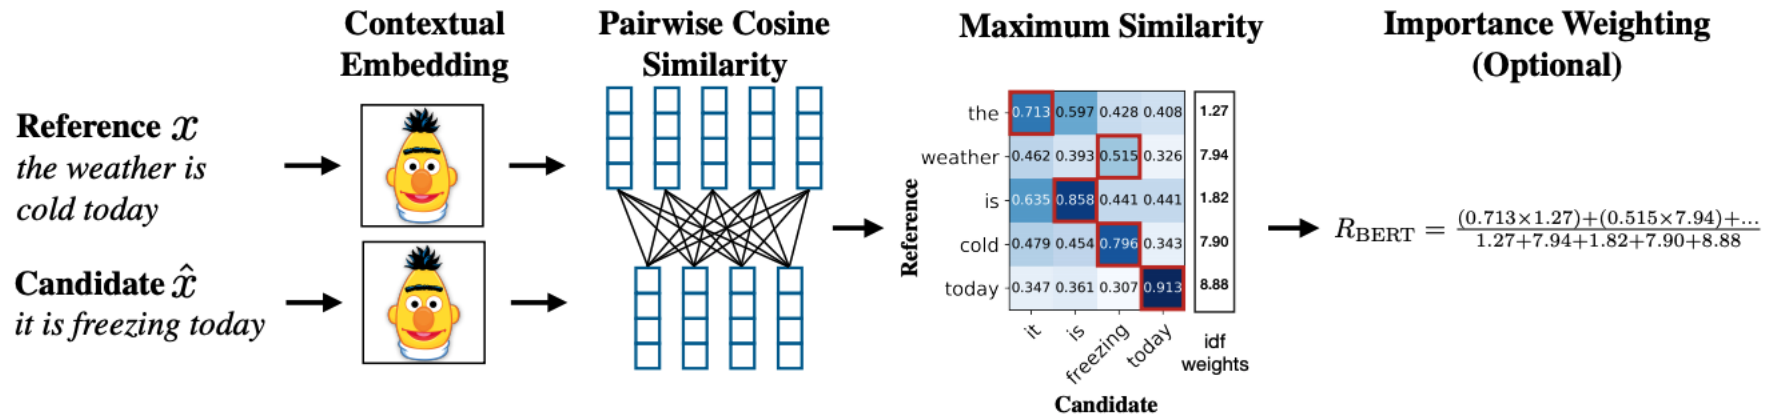 Contextual
Embedding
Pairwise Cosine
Similarity
Maximum Similarity
Importance Weighting
(Optional)
Reference x
the weather is
cold today
Candidate x̂
it is freezing today
Reference
the 0.713 0.597 0.428 0.408 1.27
weather 0.462 0.393 0.515 0.326 7.94
is 0.635 0.858 0.441 0.441 1.82
cold 0.479 0.454 0.796 0.343 7.90
today 0.347 0.361 0.307 0.913 8.88
it is freezing today
idf
weights
Candidate
R_BERT = (0.713×1.27)+(0.515×7.94)+...
1.27+7.94+1.82+7.90+8.88